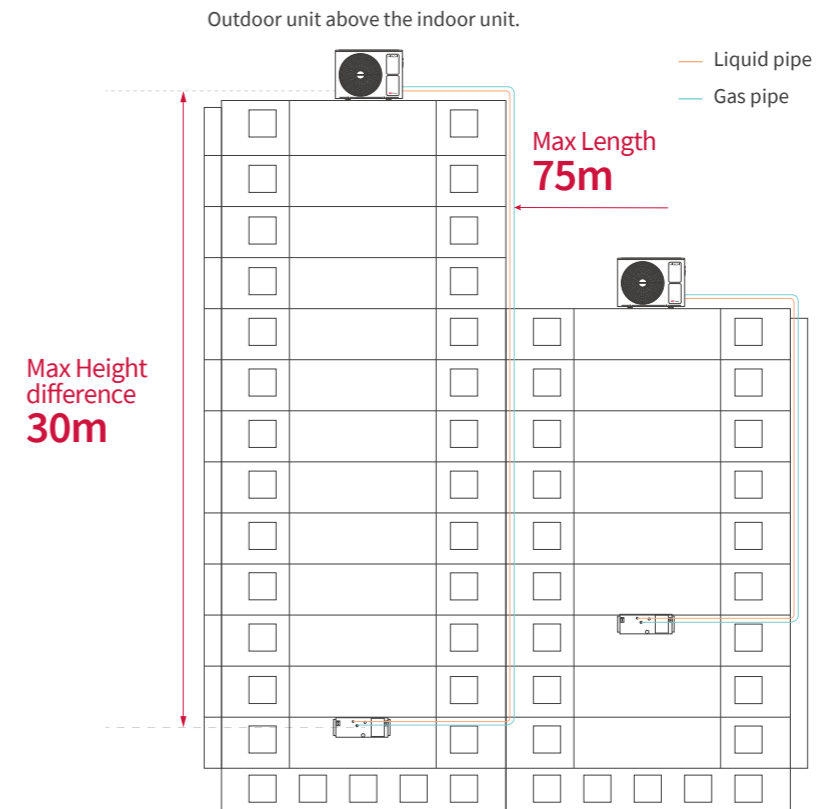 Outdoor unit above the indoor unit.
Liquid pipe
Gas pipe
Max Length
75m
Max Height
difference
30m